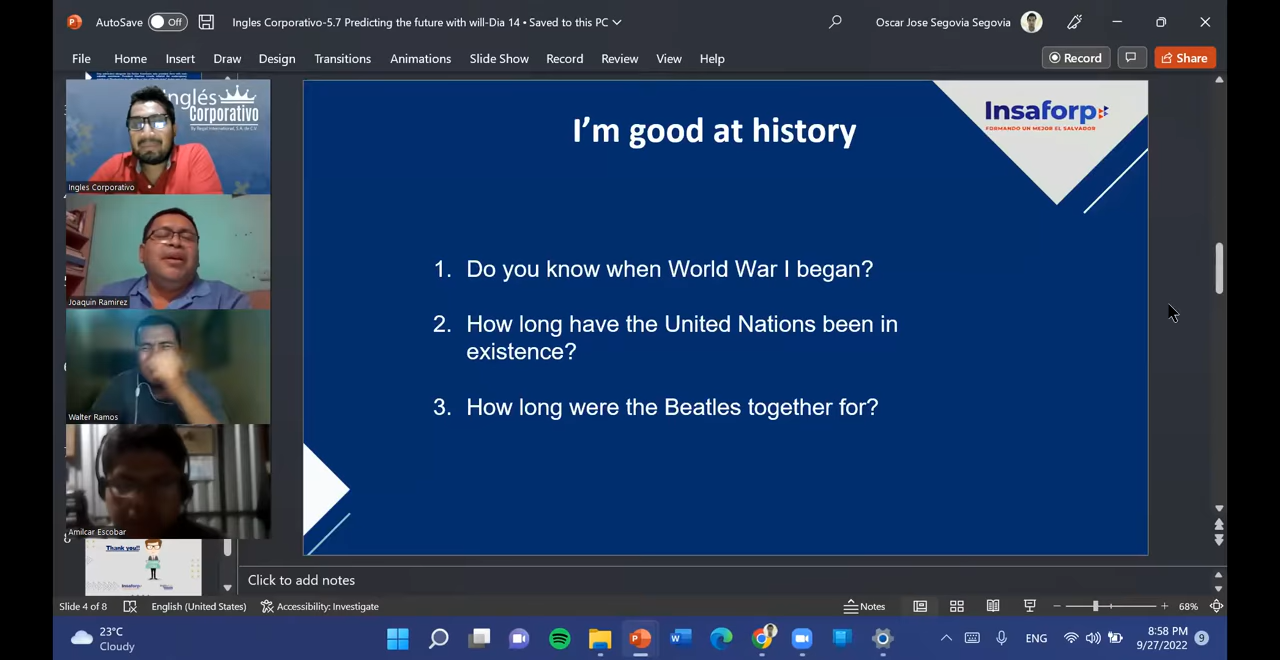 AutoSave Off Ingles Corporativo-5.7 Predicting the future with will-Dia 14 • Saved to this PC Oscar Jose Segovia Segovia
File Home Insert Draw Design Transitions Animations Slide Show Record Review View Help Record Share
Inglés
Corporativo
By Regal International, S.A. de C.V.
Ingles Corporativo
Joaquin Ramirez
Walter Ramos
Amilcar Escobar
Thank you!!
Insaforp
FORMANDO UN MEJOR EL SALVADOR
I'm good at history
1. Do you know when World War I began?
2. How long have the United Nations been in
existence?
3. How long were the Beatles together for?
Click to add notes
Slide 4 of 8 English (United States) Accessibility: Investigate Notes 68%
23°C
Cloudy
ENG
8:58 PM
9/27/2022
9